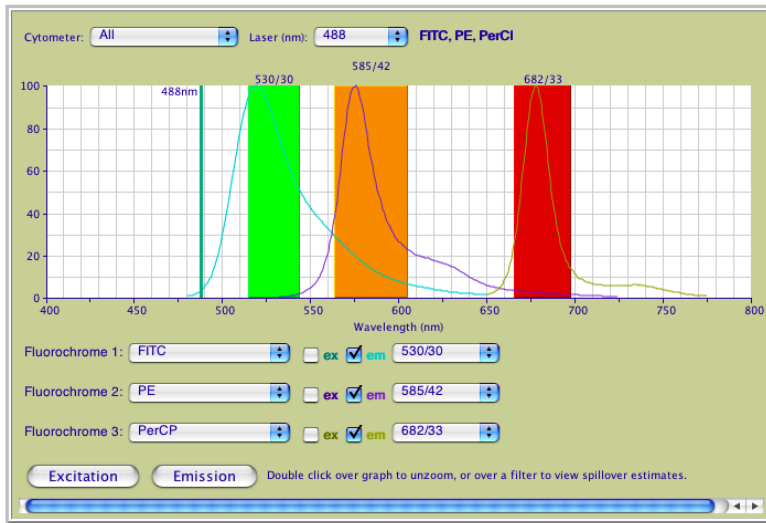 Cytometer: All Laser (nm): 488 FITC, PE, PerCl
585/42
530/30 682/33
488nm
100
80
60
40
20
0
400 450 500 550 600 650 700 750 800
Wavelength (nm)
Fluorochrome 1: FITC ex em 530/30
Fluorochrome 2: PE ex em 585/42
Fluorochrome 3: PerCP ex em 682/33
Excitation Emission Double click over graph to unzoom, or over a filter to view spillover estimates.